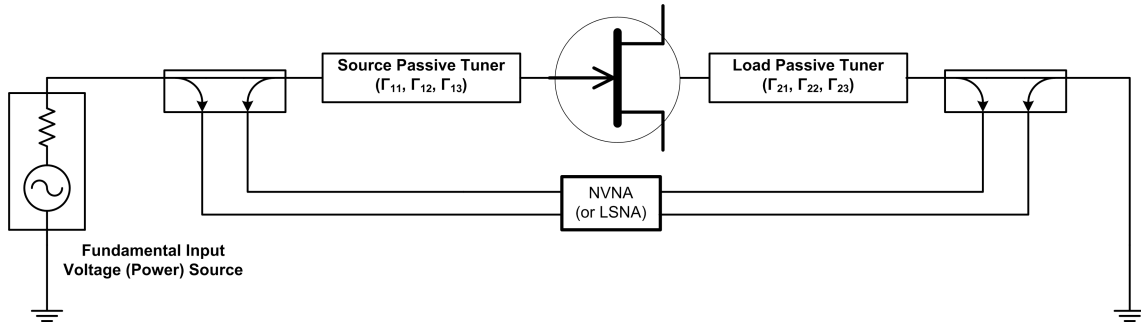 Source Passive Tuner
(Γ11, Γ12, Γ13)
Load Passive Tuner
(Γ21, Γ22, Γ23)
NVNA
(or LSNA)
Fundamental Input
Voltage (Power) Source